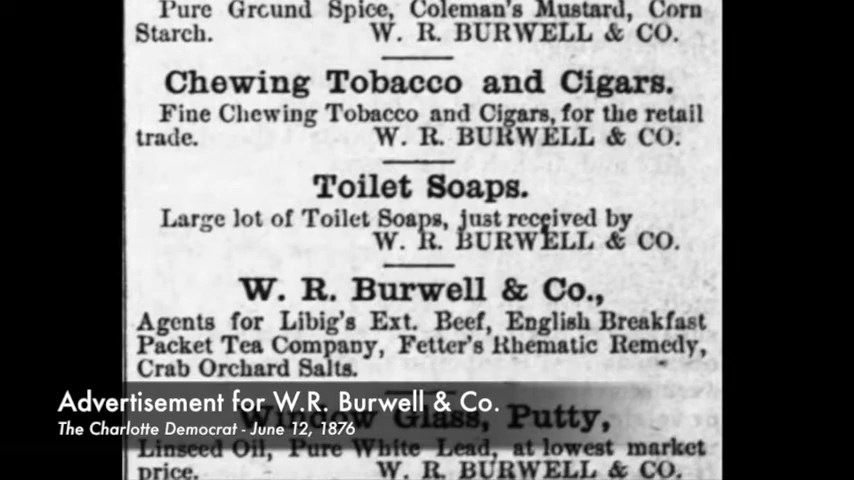 Pure Ground Spice, Coleman's Mustard, Corn
Starch. W. R. BURWELL & CO.
Chewing Tobacco and Cigars.
Fine Chewing Tobacco and Cigars, for the retail
trade. W. R. BURWELL & CO.
Toilet Soaps.
Large lot of Toilet Soaps, just received by
W. R. BURWELL & CO.
W. R. Burwell & Co.,
Agents for Libig's Ext. Beef, English Breakfast
Packet Tea Company, Fetter's Rhematic Remedy,
Crab Orchard Salts.
Window Glass, Putty,
Linseed Oil, Pure White Lead, at lowest market
price. W. R. BURWELL & CO.
Advertisement for W.R. Burwell & Co.
The Charlotte Democrat - June 12, 1876